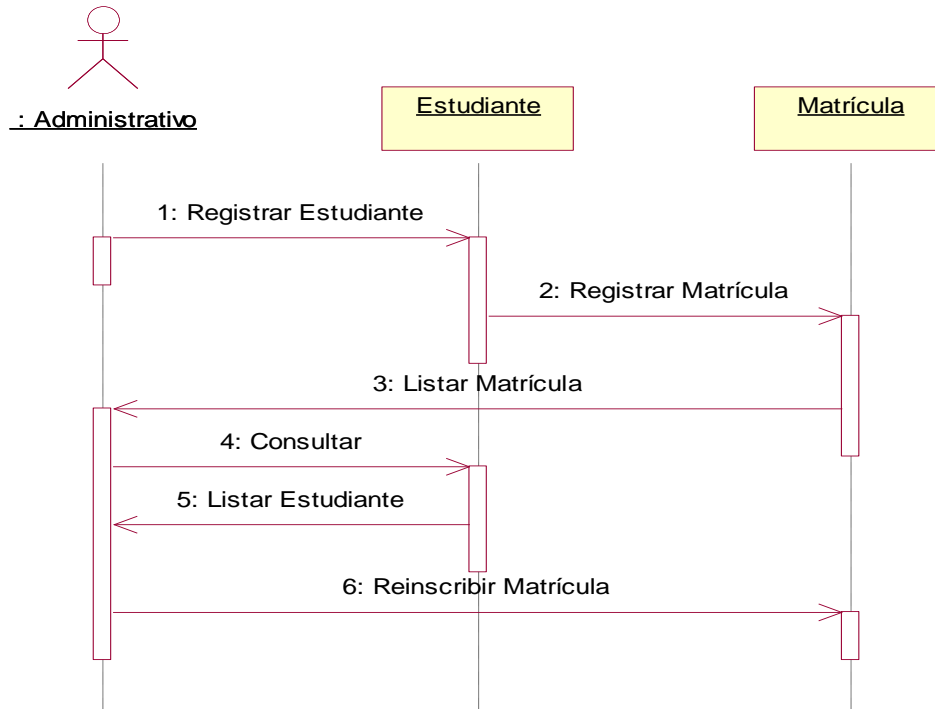 : Administrativo
Estudiante
Matrícula
1: Registrar Estudiante
2: Registrar Matrícula
3: Listar Matrícula
4: Consultar
5: Listar Estudiante
6: Reinscribir Matrícula